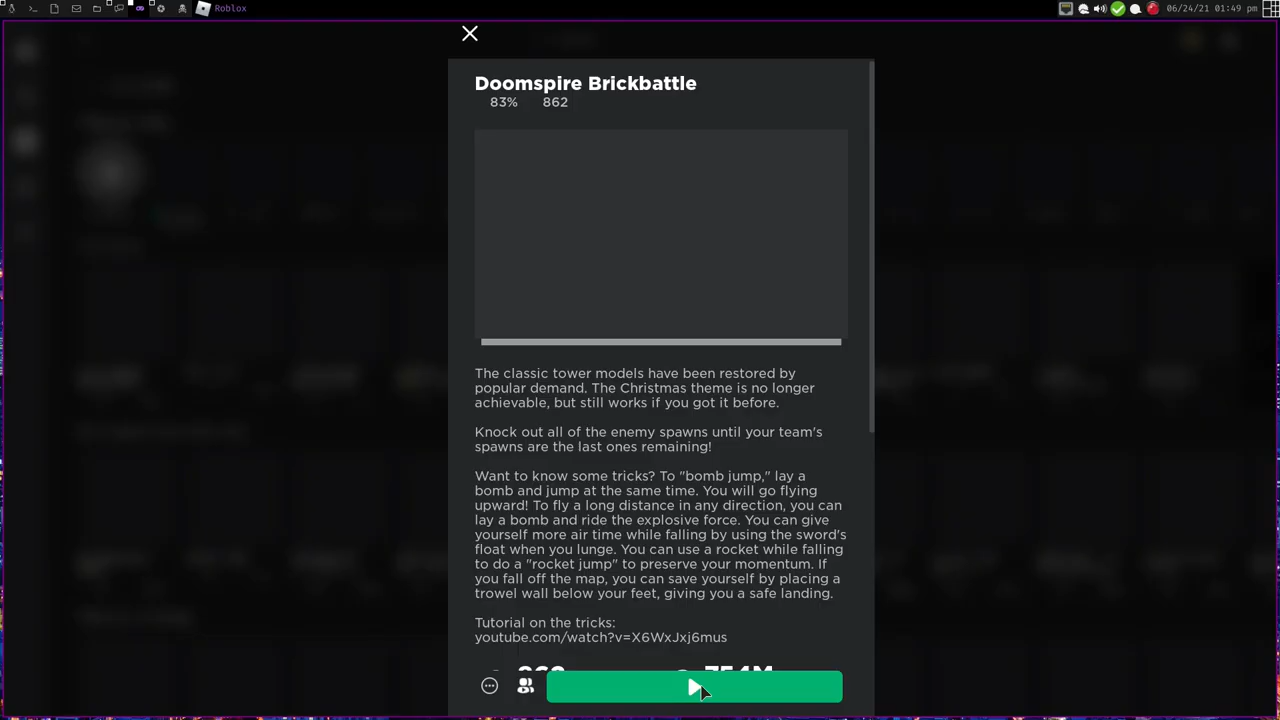 Roblox
06/24/21 01:49 pm
Doomspire Brickbattle
83% 862
The classic tower models have been restored by
popular demand. The Christmas theme is no longer
achievable, but still works if you got it before.
Knock out all of the enemy spawns until your team's
spawns are the last ones remaining!
Want to know some tricks? To "bomb jump," lay a
bomb and jump at the same time. You will go flying
upward! To fly a long distance in any direction, you can
lay a bomb and ride the explosive force. You can give
yourself more air time while falling by using the sword's
float when you lunge. You can use a rocket while falling
to do a "rocket jump" to preserve your momentum. If
you fall off the map, you can save yourself by placing a
trowel wall below your feet, giving you a safe landing.
Tutorial on the tricks:
youtube.com/watch?v=X6WxJxj6mus